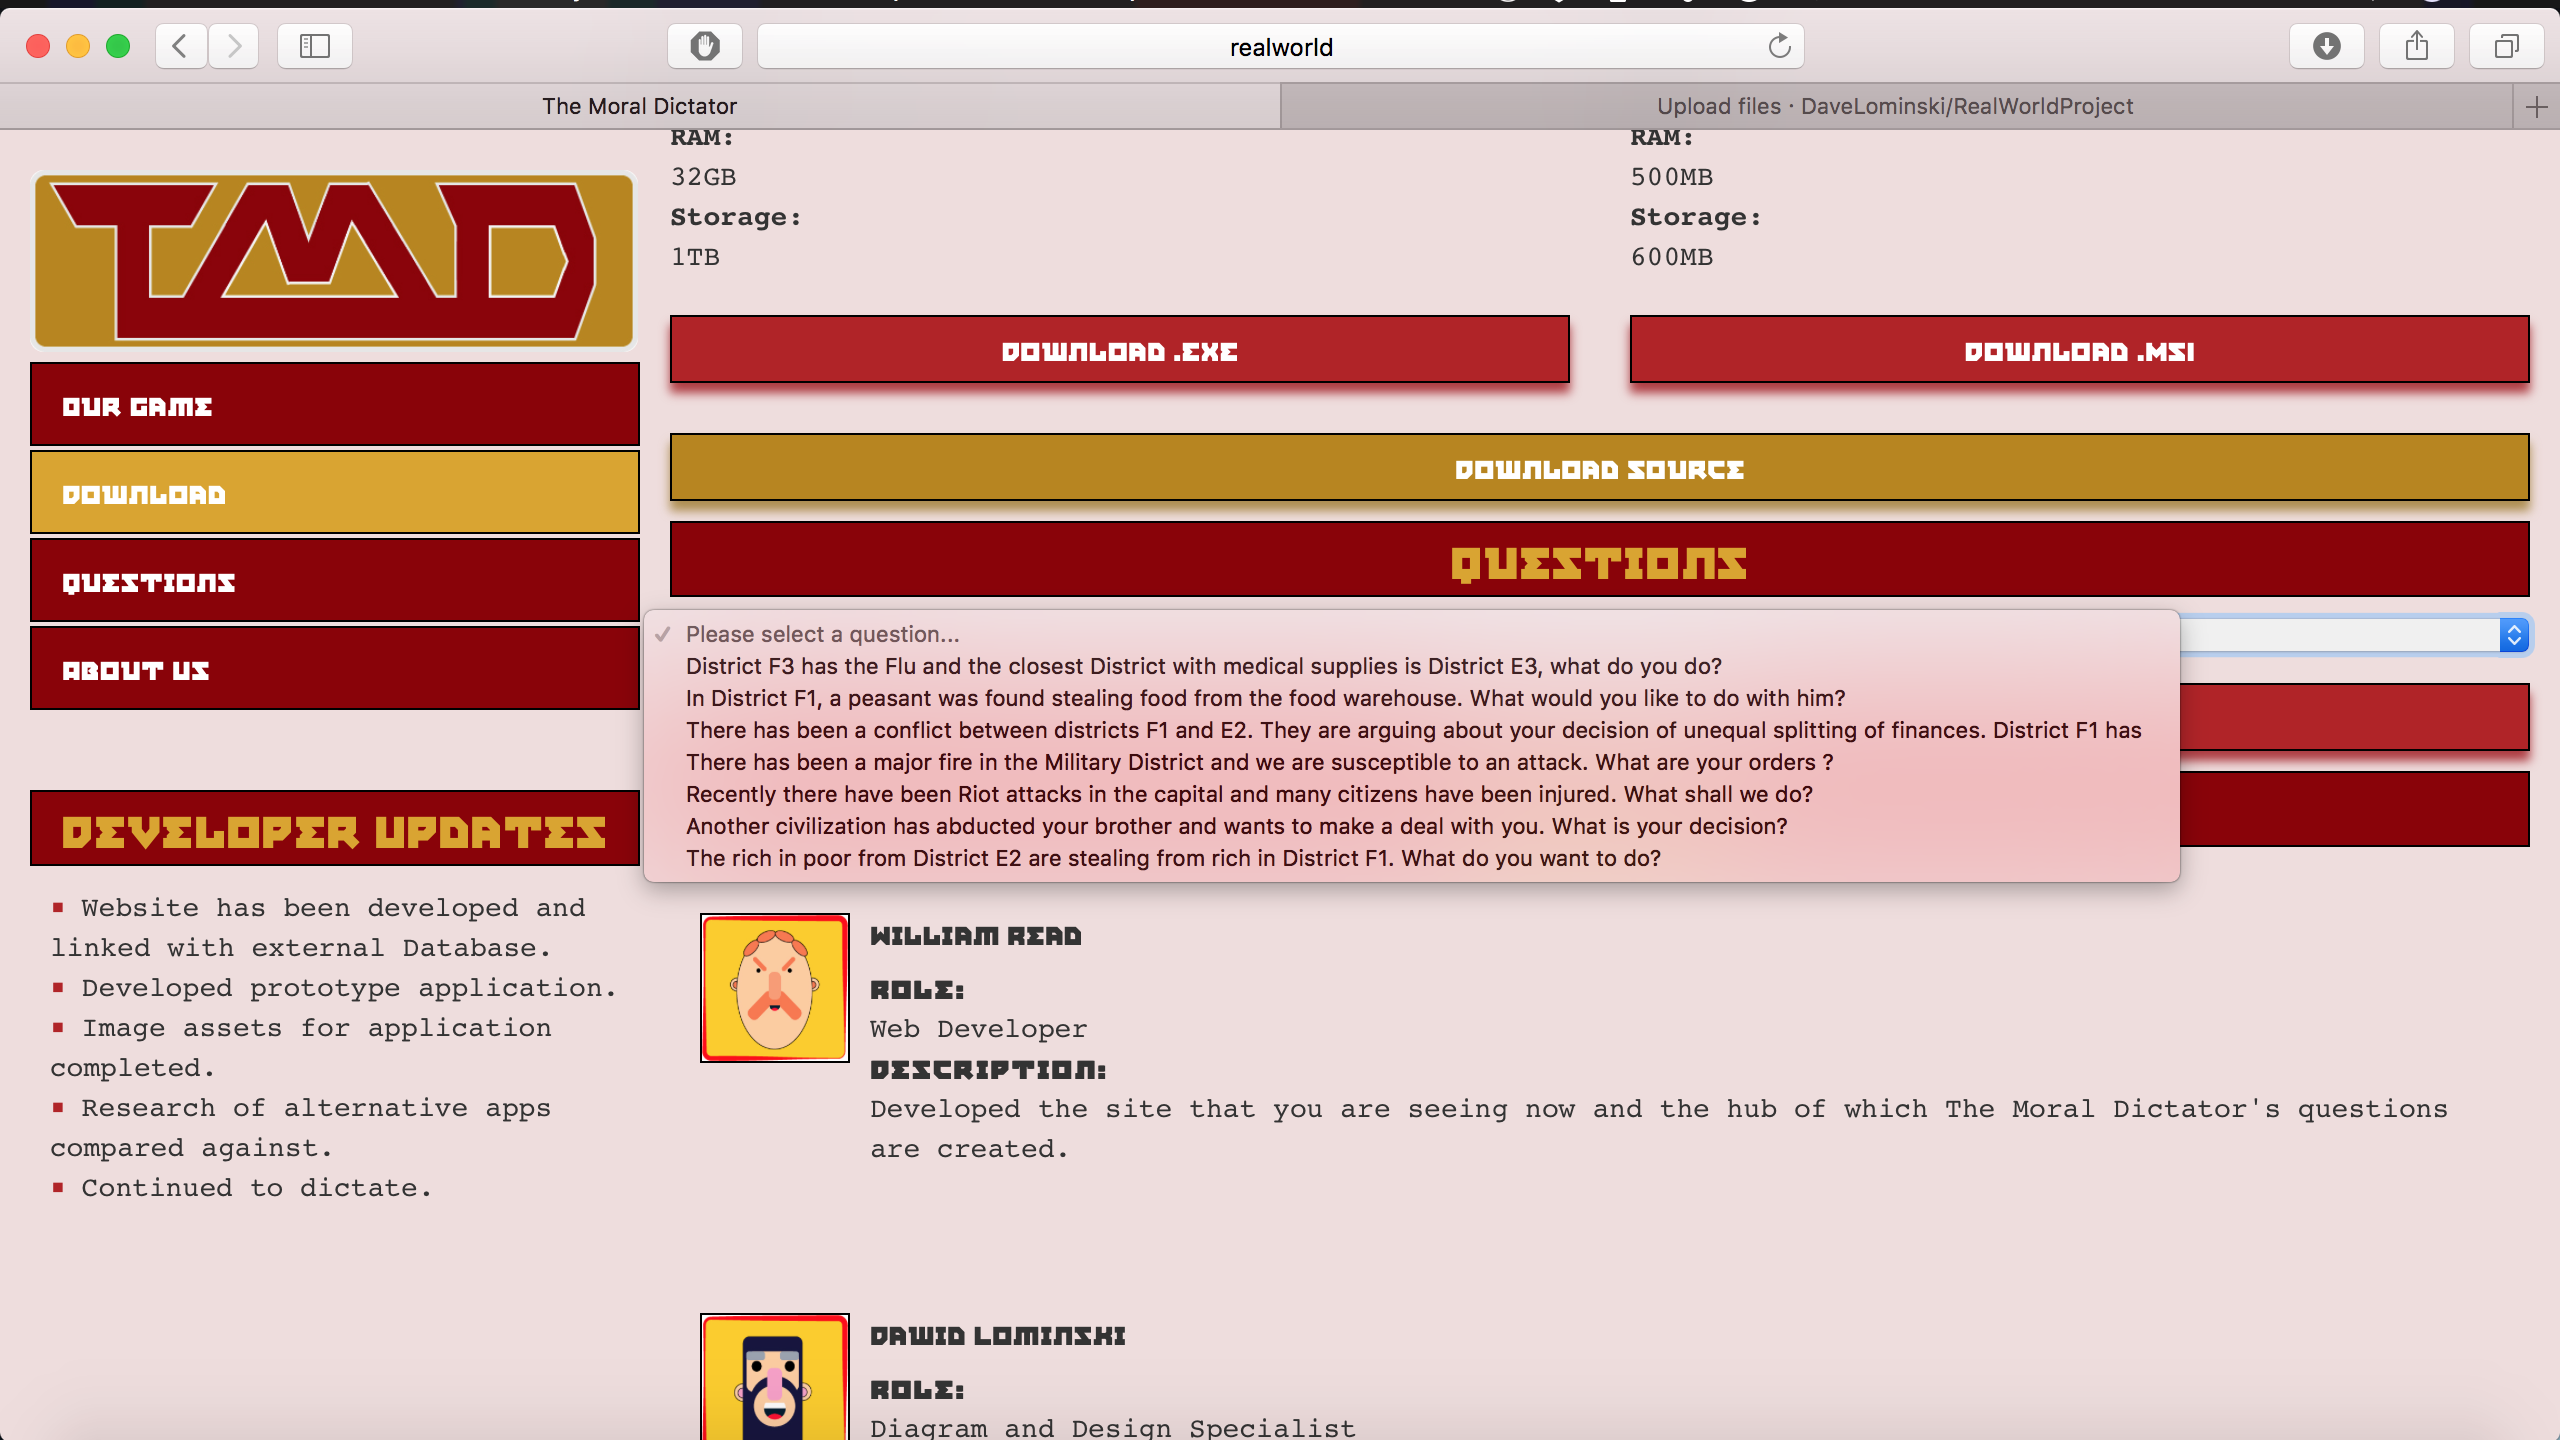 realworld
The Moral Dictator
Upload files · DaveLominski/RealWorldProject
TMD
OUR GAME
DOWNLOAD
QUESTIONS
ABOUT US
DEVELOPER UPDATES
Website has been developed and
linked with external Database.
Developed prototype application.
Image assets for application
completed.
Research of alternative apps
compared against.
Continued to dictate.
RAM:
32GB
Storage:
1TB
RAM:
500MB
Storage:
600MB
DOWNLOAD .EXE
DOWNLOAD .MSI
DOWNLOAD SOURCE
QUESTIONS
Please select a question...
District F3 has the Flu and the closest District with medical supplies is District E3, what do you do?
In District F1, a peasant was found stealing food from the food warehouse. What would you like to do with him?
There has been a conflict between districts F1 and E2. They are arguing about your decision of unequal splitting of finances. District F1 has
There has been a major fire in the Military District and we are susceptible to an attack. What are your orders ?
Recently there have been Riot attacks in the capital and many citizens have been injured. What shall we do?
Another civilization has abducted your brother and wants to make a deal with you. What is your decision?
The rich in poor from District E2 are stealing from rich in District F1. What do you want to do?
WILLIAM READ
ROLE:
Web Developer
DESCRIPTION:
Developed the site that you are seeing now and the hub of which The Moral Dictator's questions
are created.
DAWID LOMINSKI
ROLE:
Diagram and Design Specialist